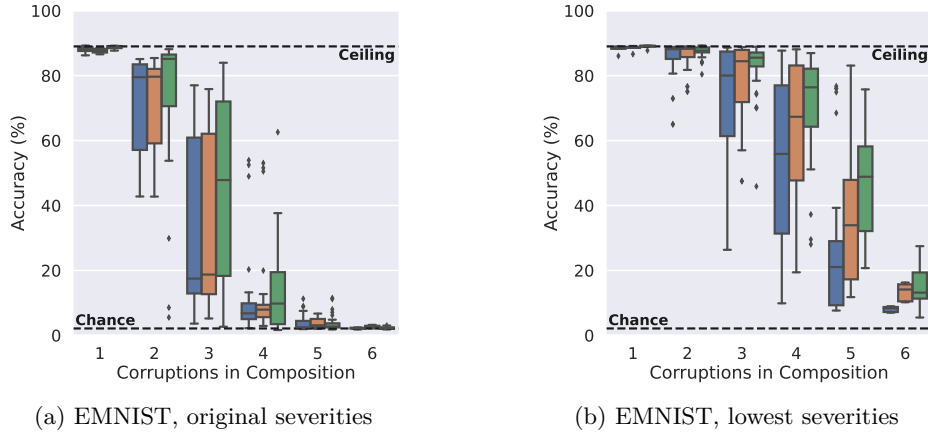 100
80
60
40
20
0
Accuracy (%)
Ceiling
Chance
1 2 3 4 5 6
Corruptions in Composition
(a) EMNIST, original severities
100
80
60
40
20
0
Accuracy (%)
Ceiling
Chance
1 2 3 4 5 6
Corruptions in Composition
(b) EMNIST, lowest severities